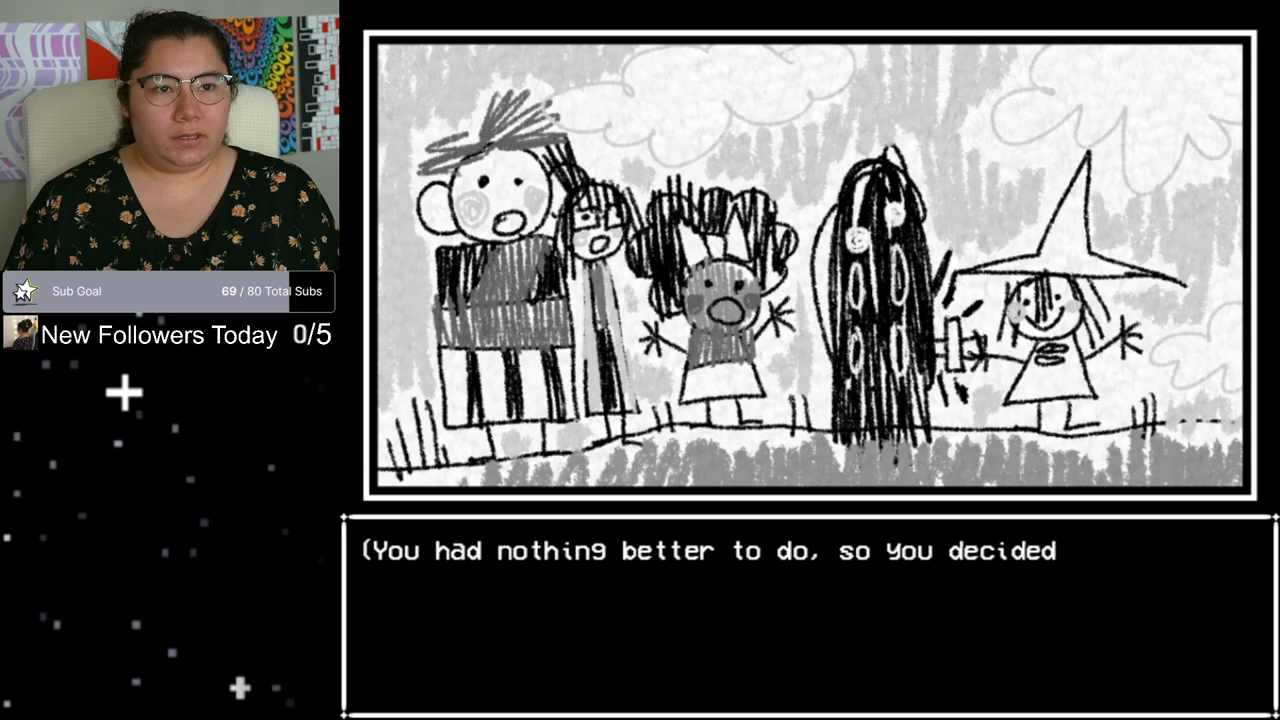 Sub Goal 69 / 80 Total Subs
New Followers Today 0/5
(You had nothing better to do, so you decided